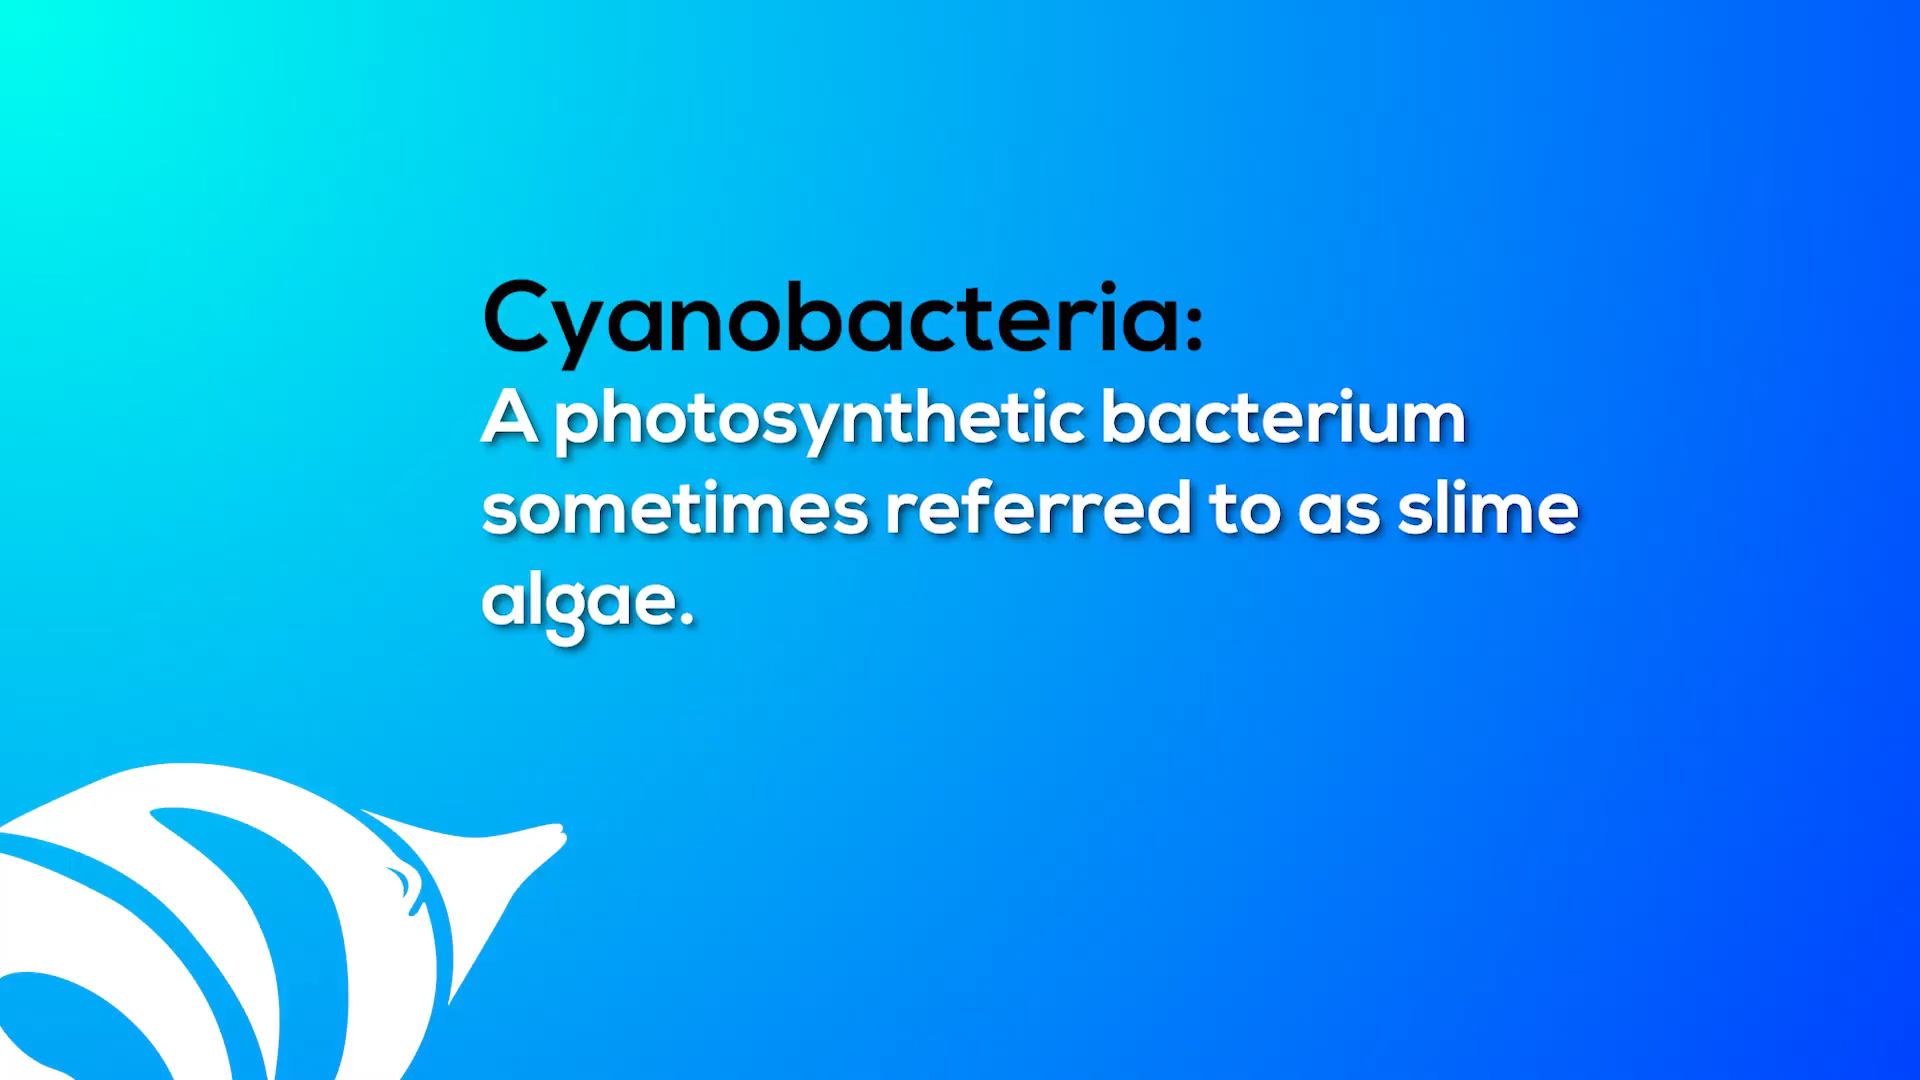 Cyanobacteria:
A photosynthetic bacterium
sometimes referred to as slime
algae.